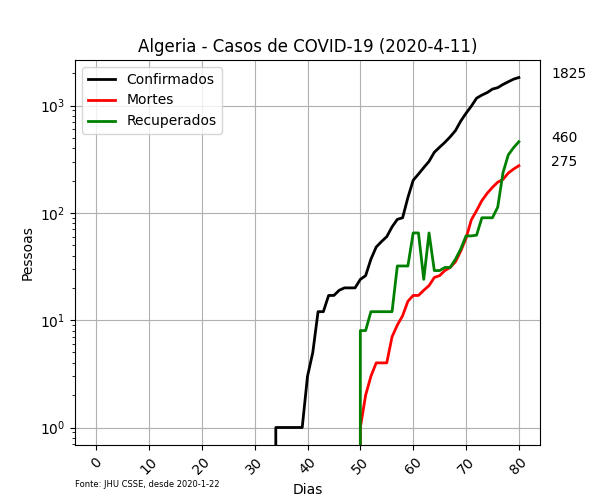 Algeria - Casos de COVID-19 (2020-4-11)
Confirmados
Mortes
Recuperados
1825
460
275
10³
10²
10¹
10⁰
Pessoas
0 10 20 30 40 50 60 70 80
Dias
Fonte: JHU CSSE, desde 2020-1-22